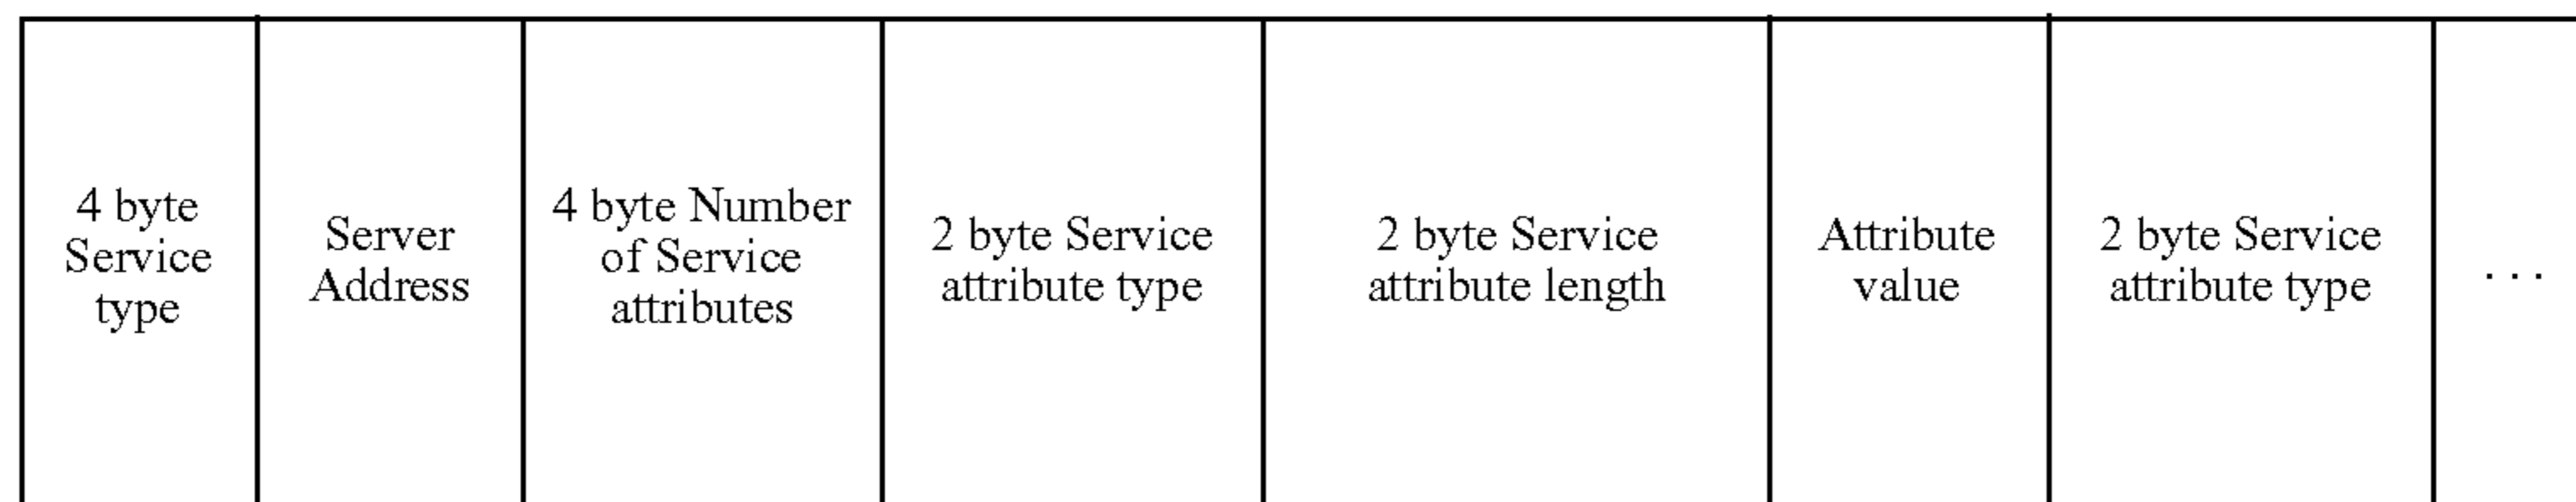 4 byte
Service
type
Server
Address
4 byte Number
of Service
attributes
2 byte Service
attribute type
2 byte Service
attribute length
Attribute
value
2 byte Service
attribute type
. . .